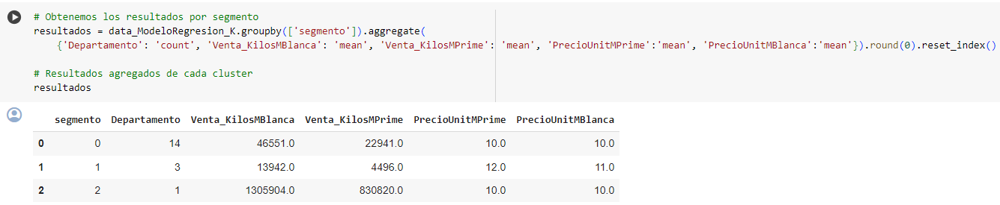 # Obtenemos los resultados por segmento
resultados = data_ModeloRegresion_K.groupby(['segmento']).aggregate(
{'Departamento': 'count', 'Venta_KilosMBlanca': 'mean', 'Venta_KilosMPrime': 'mean', 'PrecioUnitMPrime':'mean', 'PrecioUnitMBlanca':'mean'}).round(0).reset_index()
# Resultados agregados de cada cluster
resultados
segmento Departamento Venta_KilosMBlanca Venta_KilosMPrime PrecioUnitMPrime PrecioUnitMBlanca
0 0 14 46551.0 22941.0 10.0 10.0
1 1 3 13942.0 4496.0 12.0 11.0
2 2 1 1305904.0 830820.0 10.0 10.0